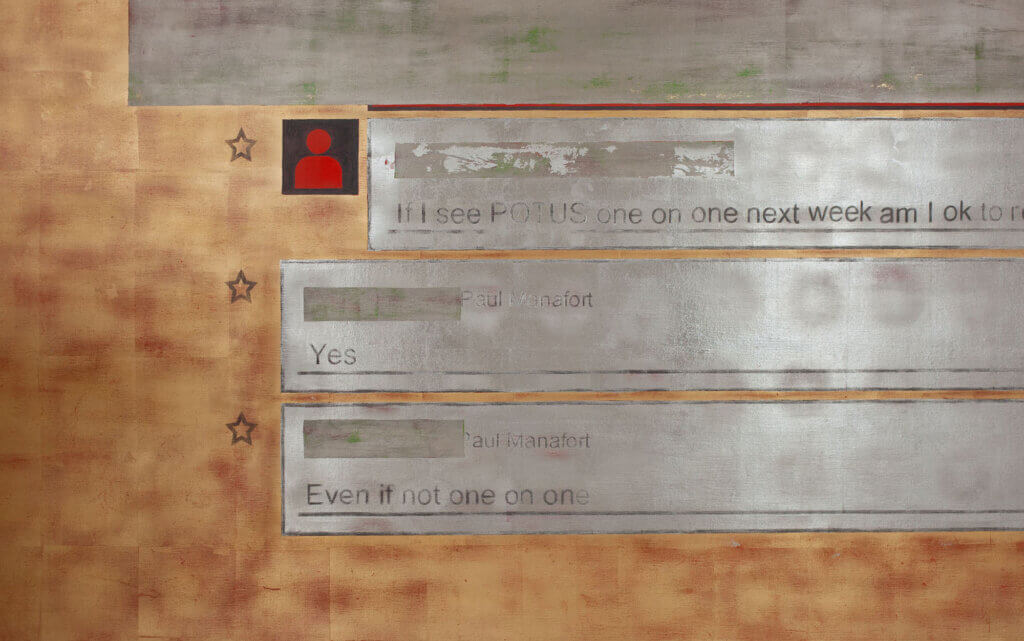 If I see POTUS one on one next week am I ok to re
Paul Manafort
Yes
Paul Manafort
Even if not one on one